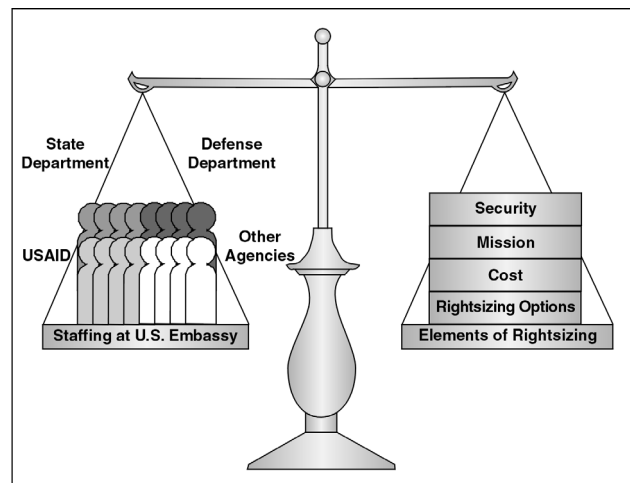 State
Department
Defense
Department
USAID
Other
Agencies
Staffing at U.S. Embassy
Security
Mission
Cost
Rightsizing Options
Elements of Rightsizing